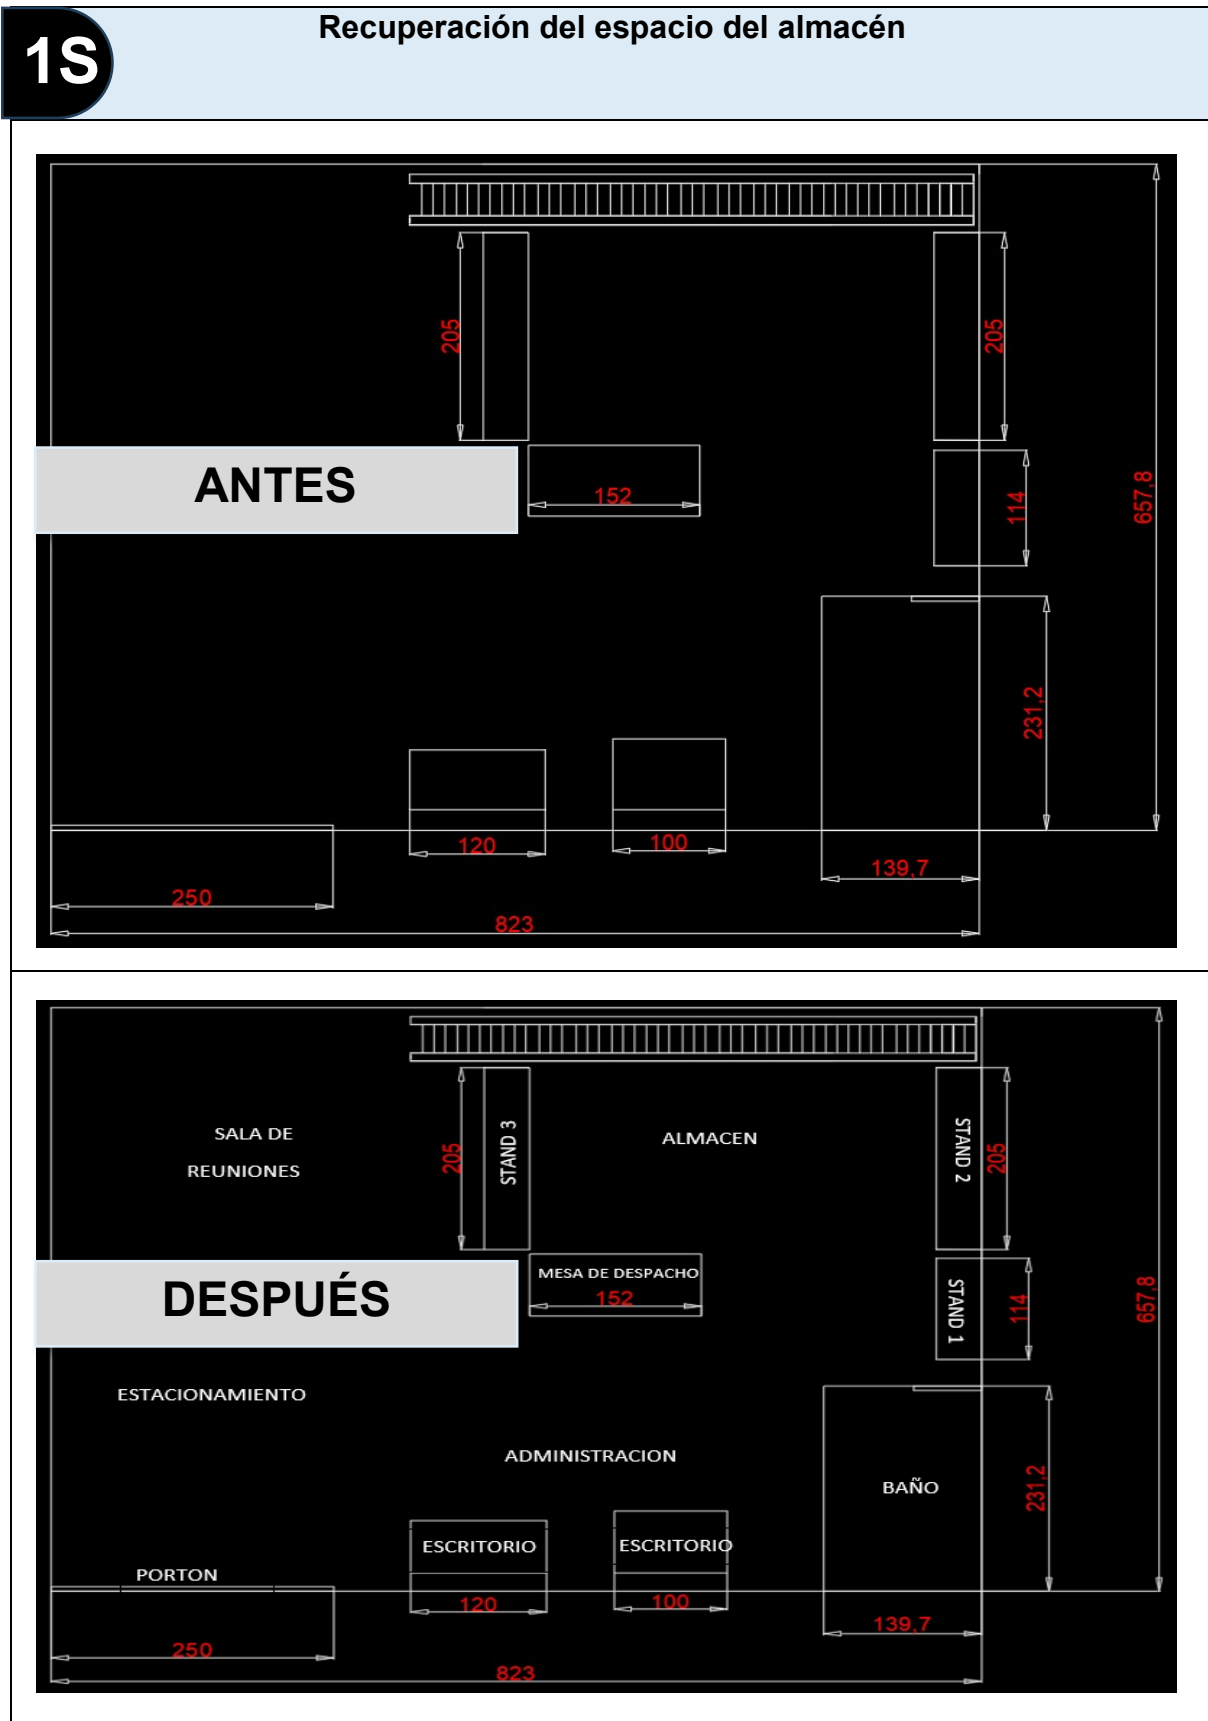 1S
Recuperación del espacio del almacén
205
205
ANTES
152
114
657,8
231,2
120
100
139,7
250
823
SALA DE
REUNIONES
205
STAND 3
ALMACEN
STAND 2
205
DESPUÉS
MESA DE DESPACHO
152
STAND 1
114
657,8
ESTACIONAMIENTO
ADMINISTRACION
BAÑO
231,2
ESCRITORIO
ESCRITORIO
PORTON
120
100
139,7
250
823